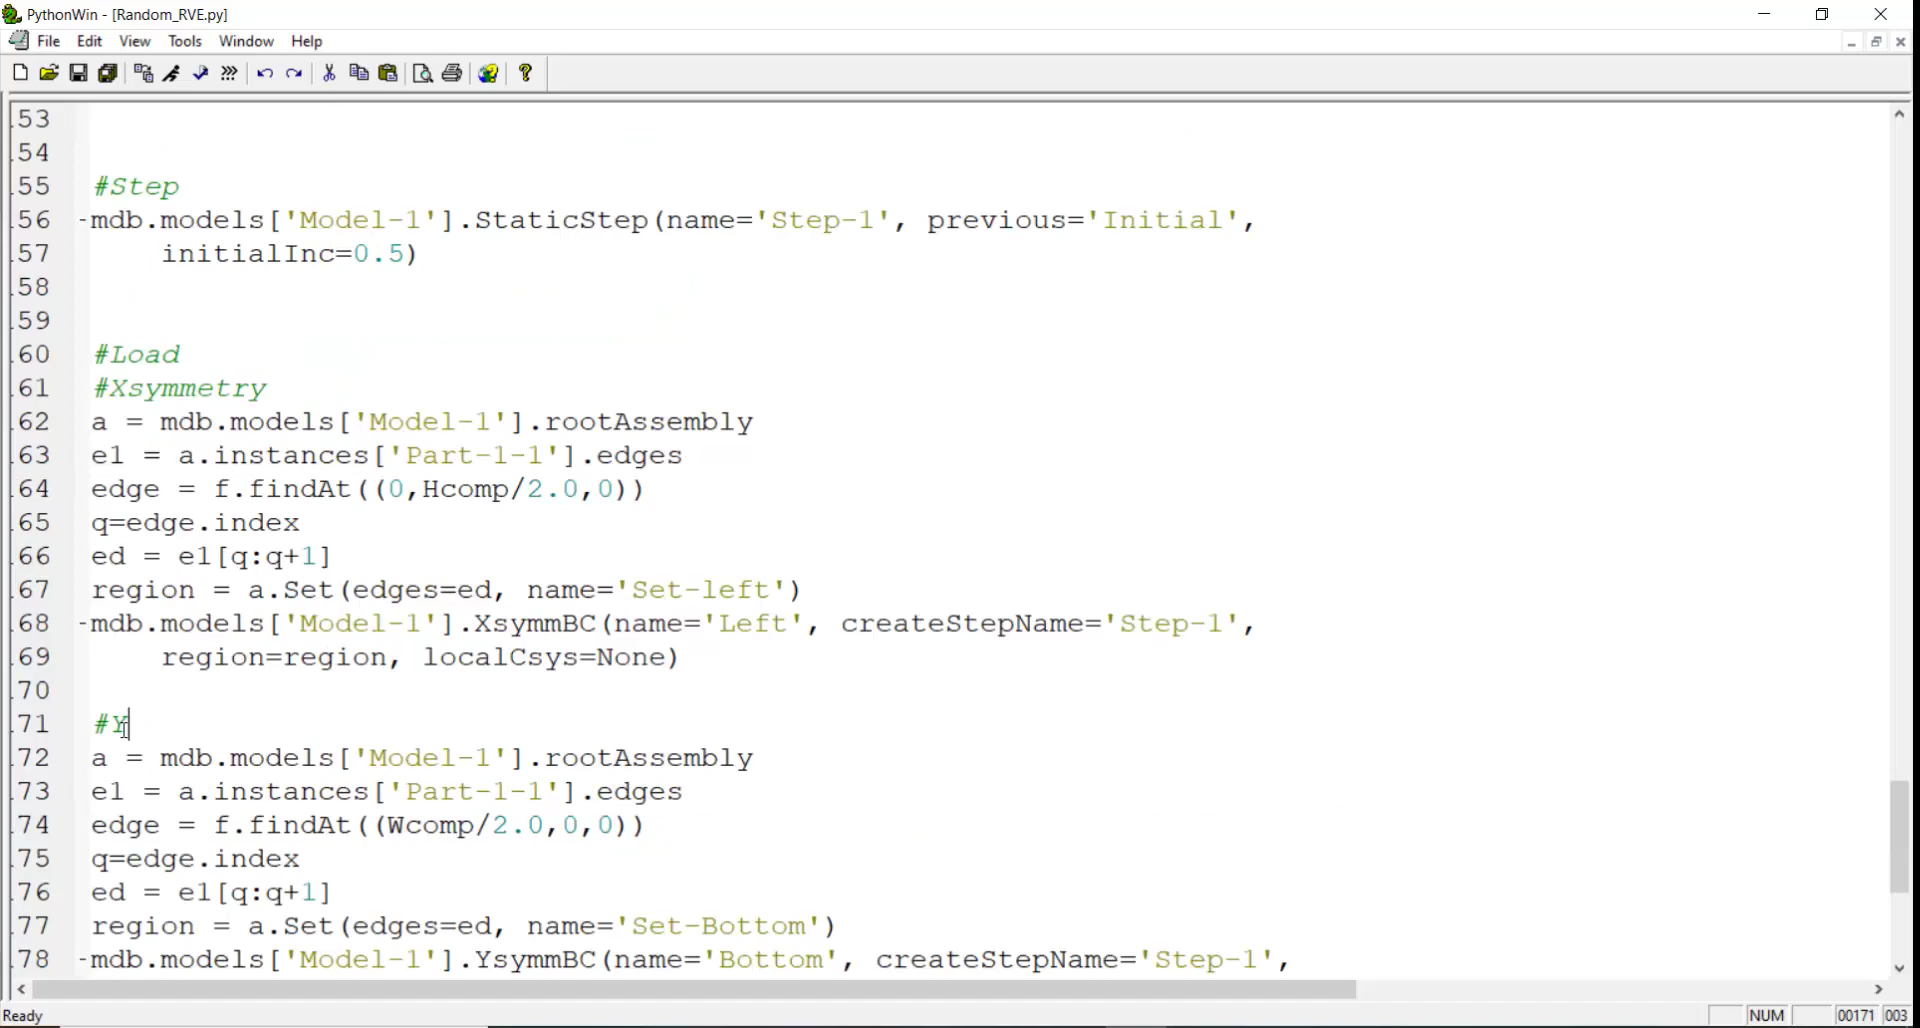 PythonWin - [Random_RVE.py]
File Edit View Tools Window Help
.53
.54
.55 #Step
.56 -mdb.models['Model-1'].StaticStep(name='Step-1', previous='Initial',
.57 initialInc=0.5)
.58
.59
.60 #Load
.61 #Xsymmetry
.62 a = mdb.models['Model-1'].rootAssembly
.63 e1 = a.instances['Part-1-1'].edges
.64 edge = f.findAt((0,Hcomp/2.0,0))
.65 q=edge.index
.66 ed = e1[q:q+1]
.67 region = a.Set(edges=ed, name='Set-left')
.68 -mdb.models['Model-1'].XsymmBC(name='Left', createStepName='Step-1',
.69 region=region, localCsys=None)
.70
.71 #Y
.72 a = mdb.models['Model-1'].rootAssembly
.73 e1 = a.instances['Part-1-1'].edges
.74 edge = f.findAt((Wcomp/2.0,0,0))
.75 q=edge.index
.76 ed = e1[q:q+1]
.77 region = a.Set(edges=ed, name='Set-Bottom')
.78 -mdb.models['Model-1'].YsymmBC(name='Bottom', createStepName='Step-1',
Ready NUM 00171 003